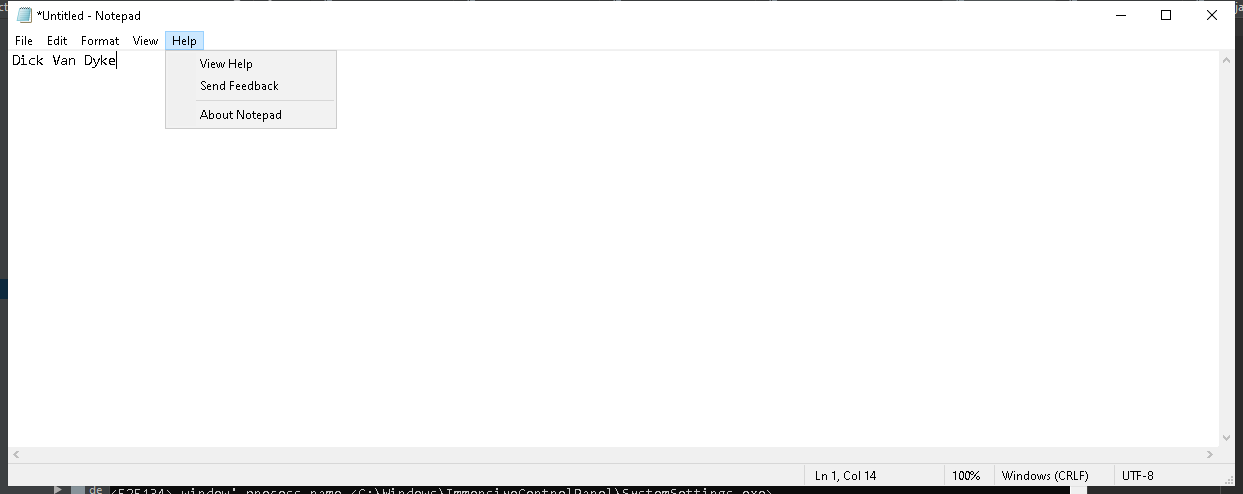 *Untitled - Notepad
File Edit Format View Help
Dick Van Dyke
View Help
Send Feedback
About Notepad
Ln 1, Col 14 100% Windows (CRLF) UTF-8
de <525134> window' process name <C:\Windows\ImmersiveControlPanel\SystemSettings.exe>